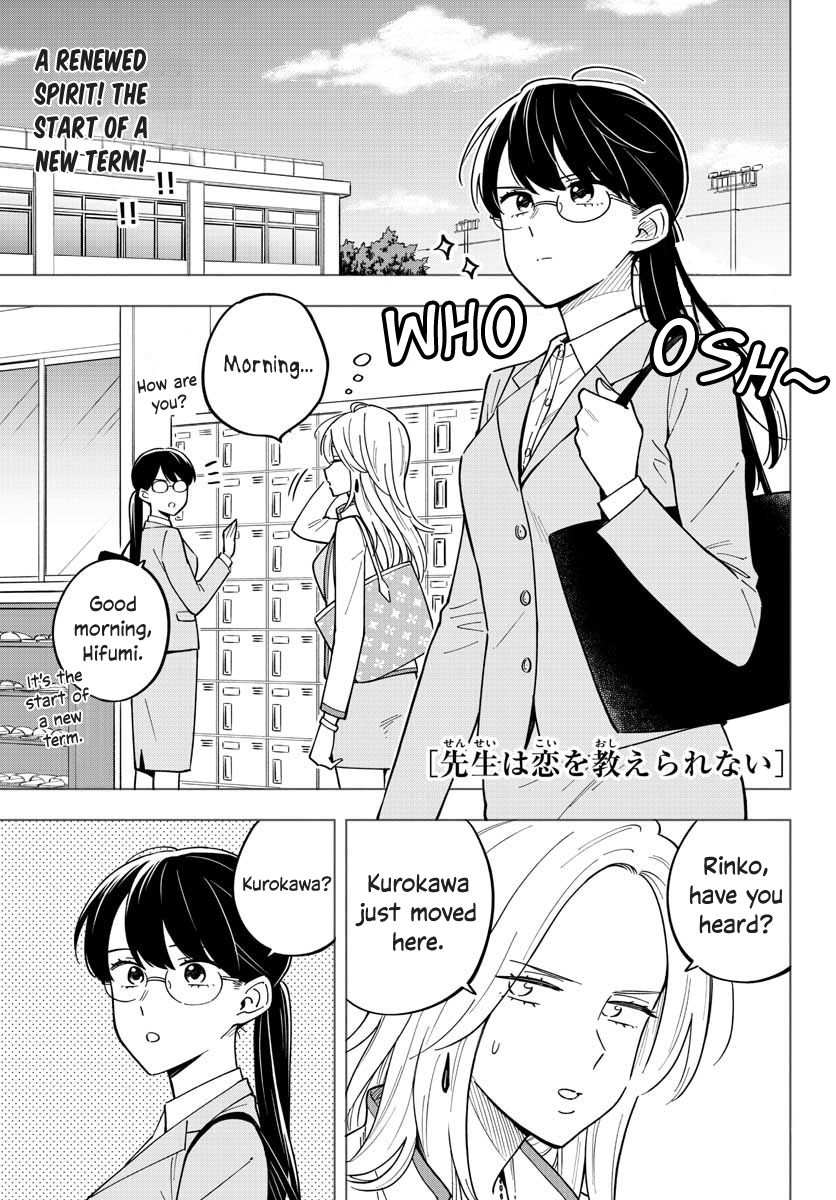 A RENEWED
SPIRIT! THE
START OF A
NEW TERM!
!!
!!
WHO
OSH~
Morning...
How are
you?
Good
morning,
Hifumi.
It's the
start of
a new
term.
せんせい こい おし
[先生は恋を教えられない]
Rinko,
have you
heard?
Kurokawa
just moved
here.
Kurokawa?